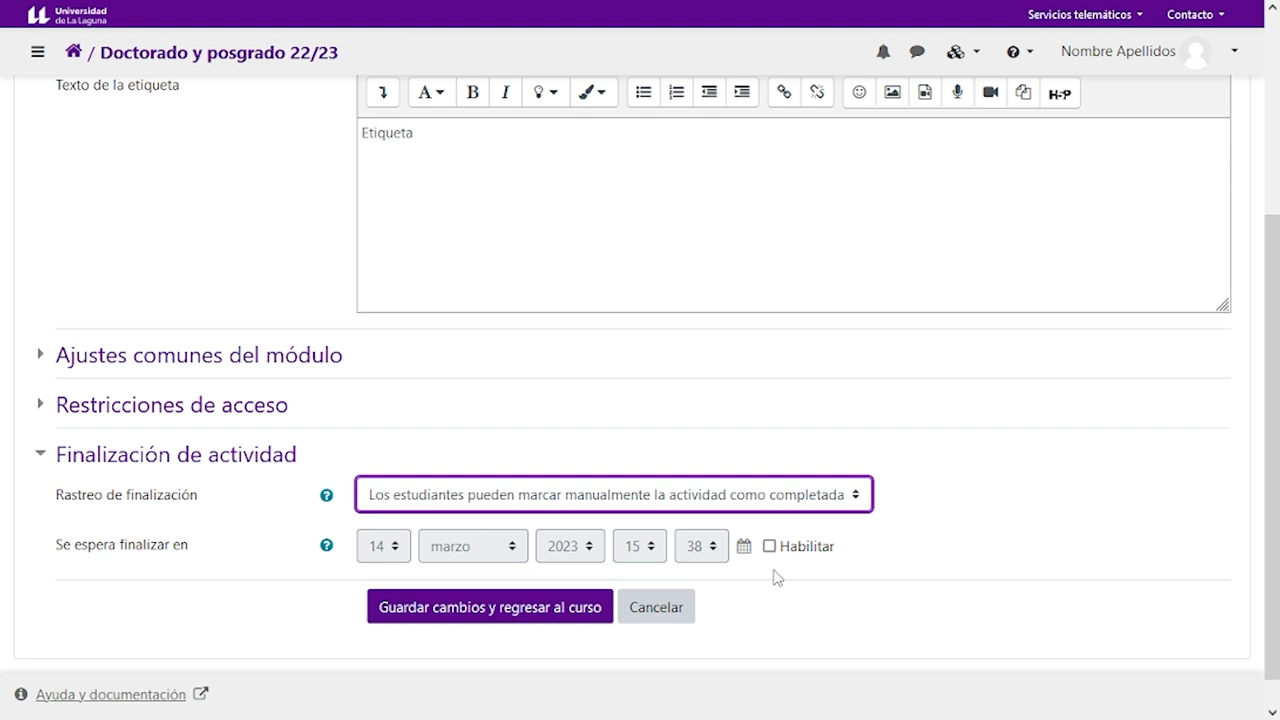 Universidad
de La Laguna
Servicios telemáticos
Contacto
/ Doctorado y posgrado 22/23
Nombre Apellidos
Texto de la etiqueta
A
B
I
H-P
Etiqueta
Ajustes comunes del módulo
Restricciones de acceso
Finalización de actividad
Rastreo de finalización
Los estudiantes pueden marcar manualmente la actividad como completada
Se espera finalizar en
14 marzo 2023 15 38 Habilitar
Guardar cambios y regresar al curso
Cancelar
Ayuda y documentación